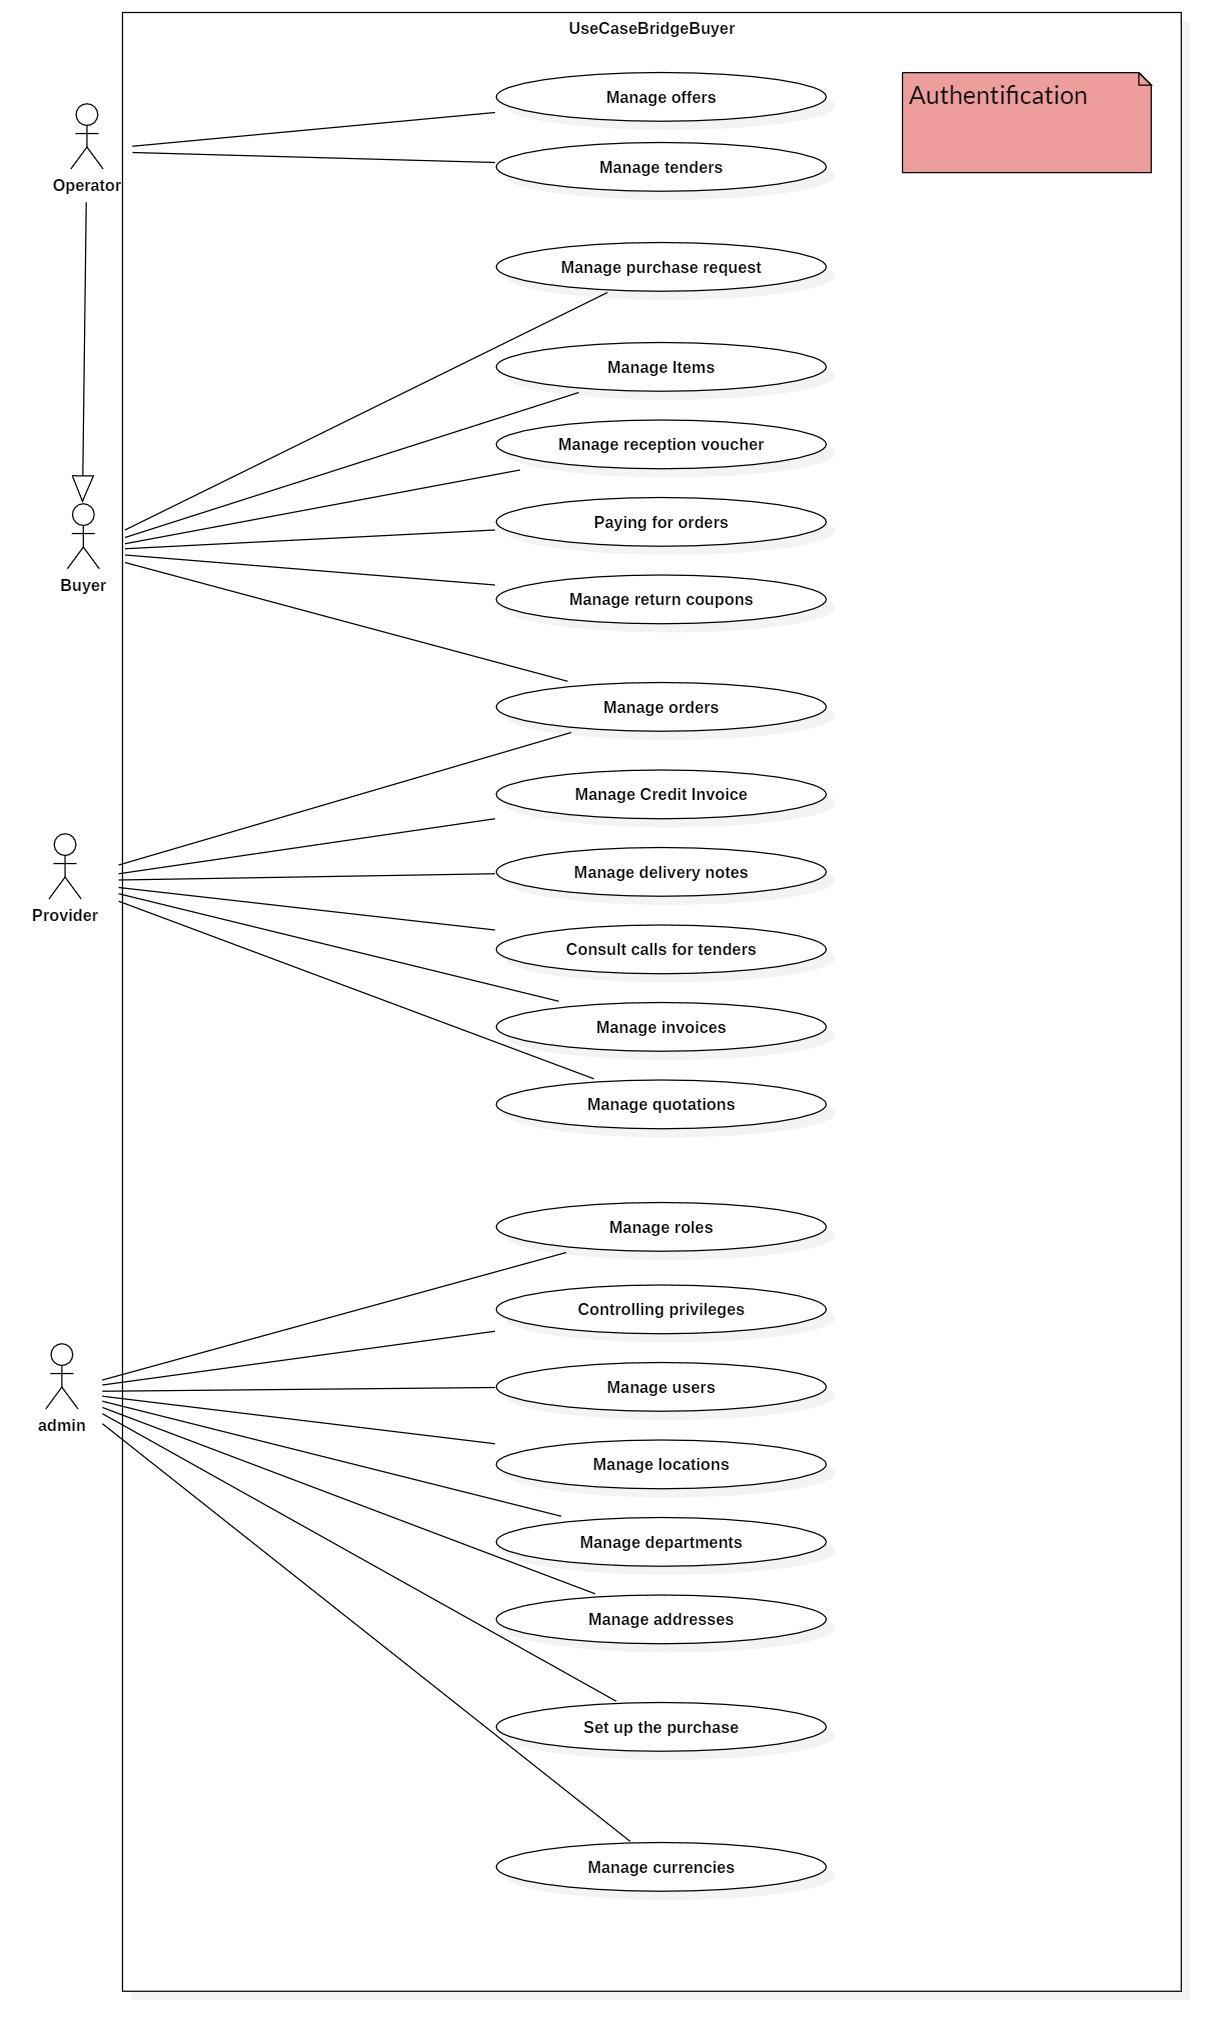 UseCaseBridgeBuyer
Manage offers
Authentification
Manage tenders
Operator
Manage purchase request
Manage Items
Manage reception voucher
Paying for orders
Buyer
Manage return coupons
Manage orders
Manage Credit Invoice
Manage delivery notes
Provider
Consult calls for tenders
Manage invoices
Manage quotations
Manage roles
Controlling privileges
Manage users
admin
Manage locations
Manage departments
Manage addresses
Set up the purchase
Manage currencies